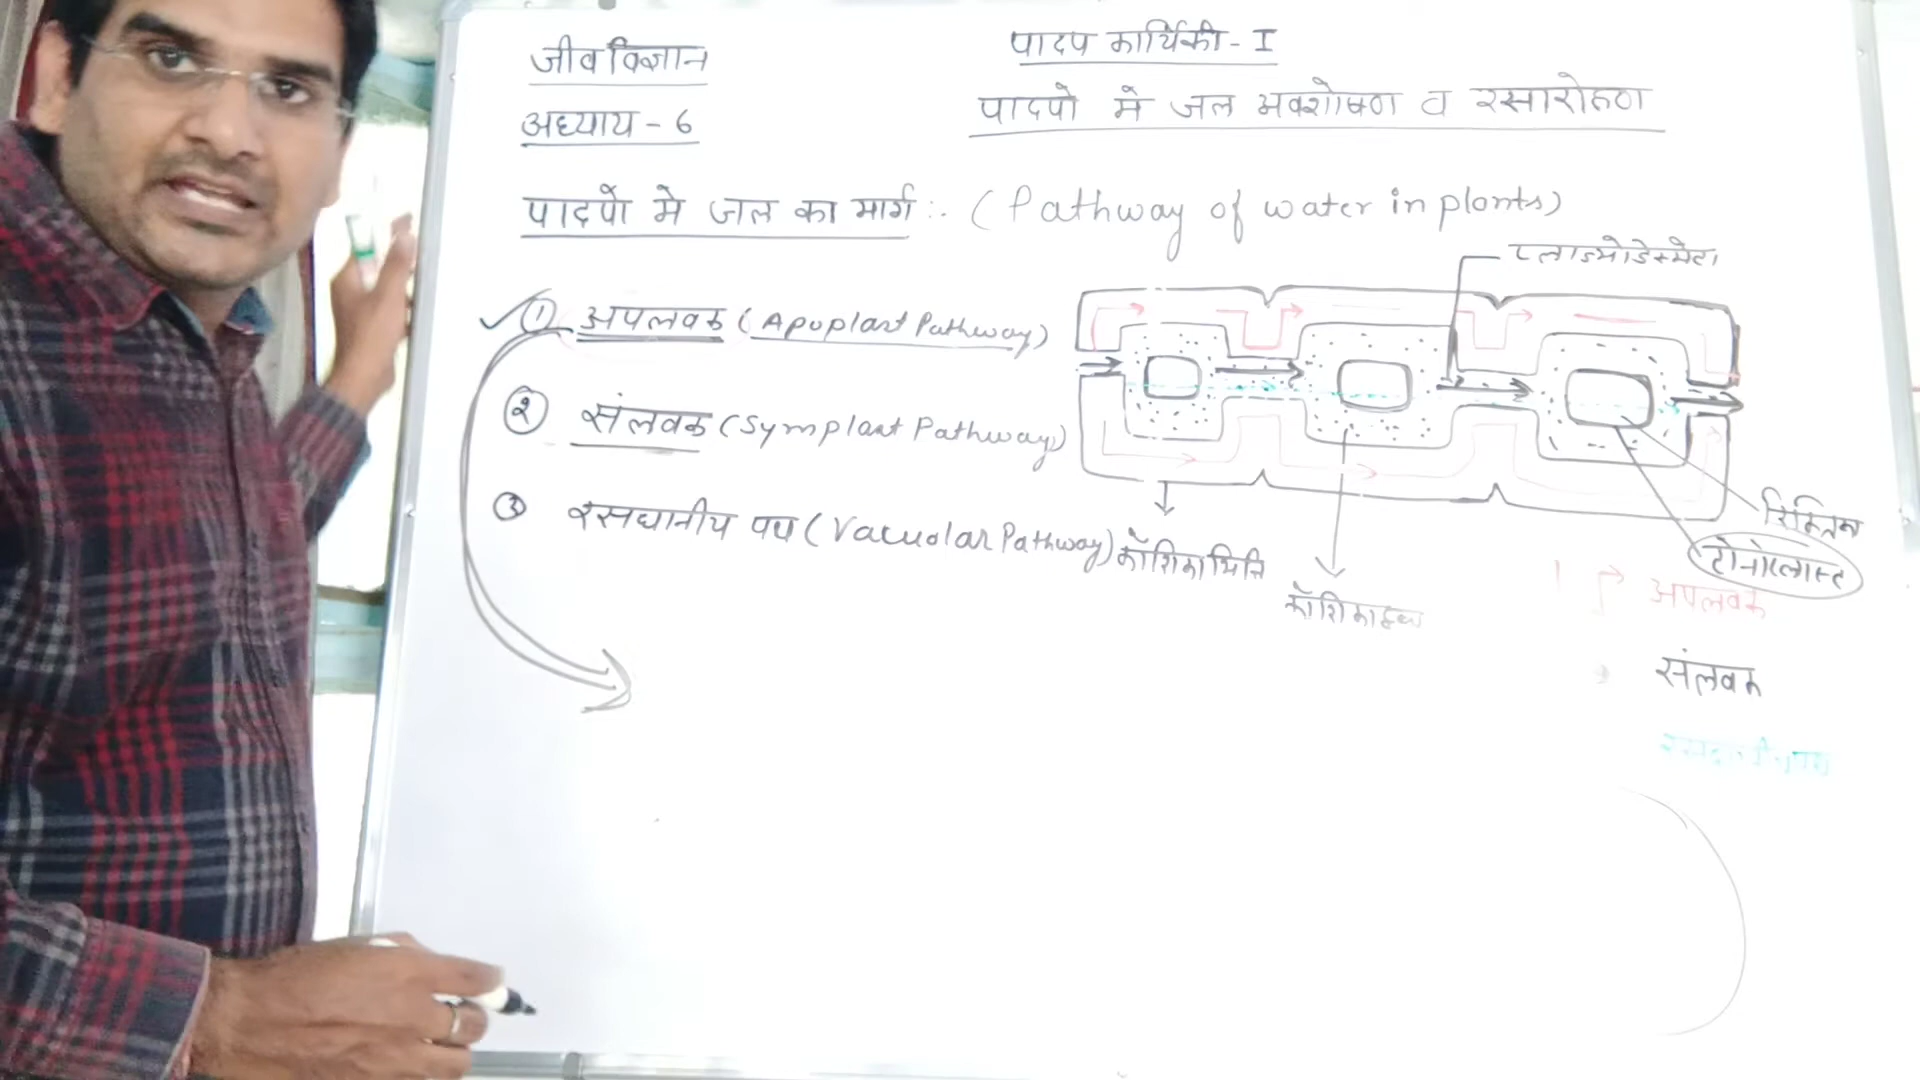 जीव विज्ञान
पादप कार्यिकी - I
अध्याय - 6
पादपो मे जल अवशोषण व रसारोहण
पादपो मे जल का मार्ग :. (Pathway of water in plants)
प्लाज्मोडेस्मेटा
① अपलवक (Apoplast Pathway)
② संलवक (Symplast Pathway)
③ रसधानीय पथ (Vacuolar Pathway)
कोशिका भित्ति
रिक्तिका
टोनोप्लास्ट
अपलवक
कोशिका द्रव्य
संलवक